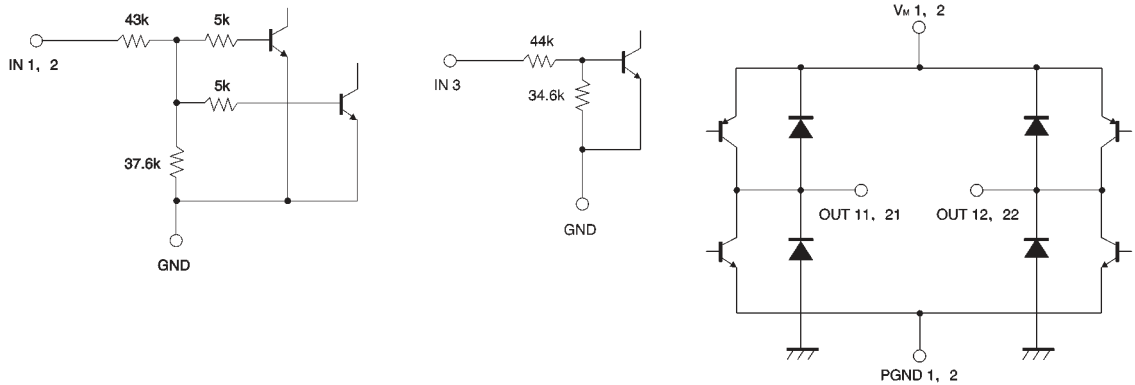 43k
5k
IN 1, 2
5k
37.6k
GND
44k
IN 3
34.6k
GND
VM 1, 2
OUT 11, 21
OUT 12, 22
PGND 1, 2